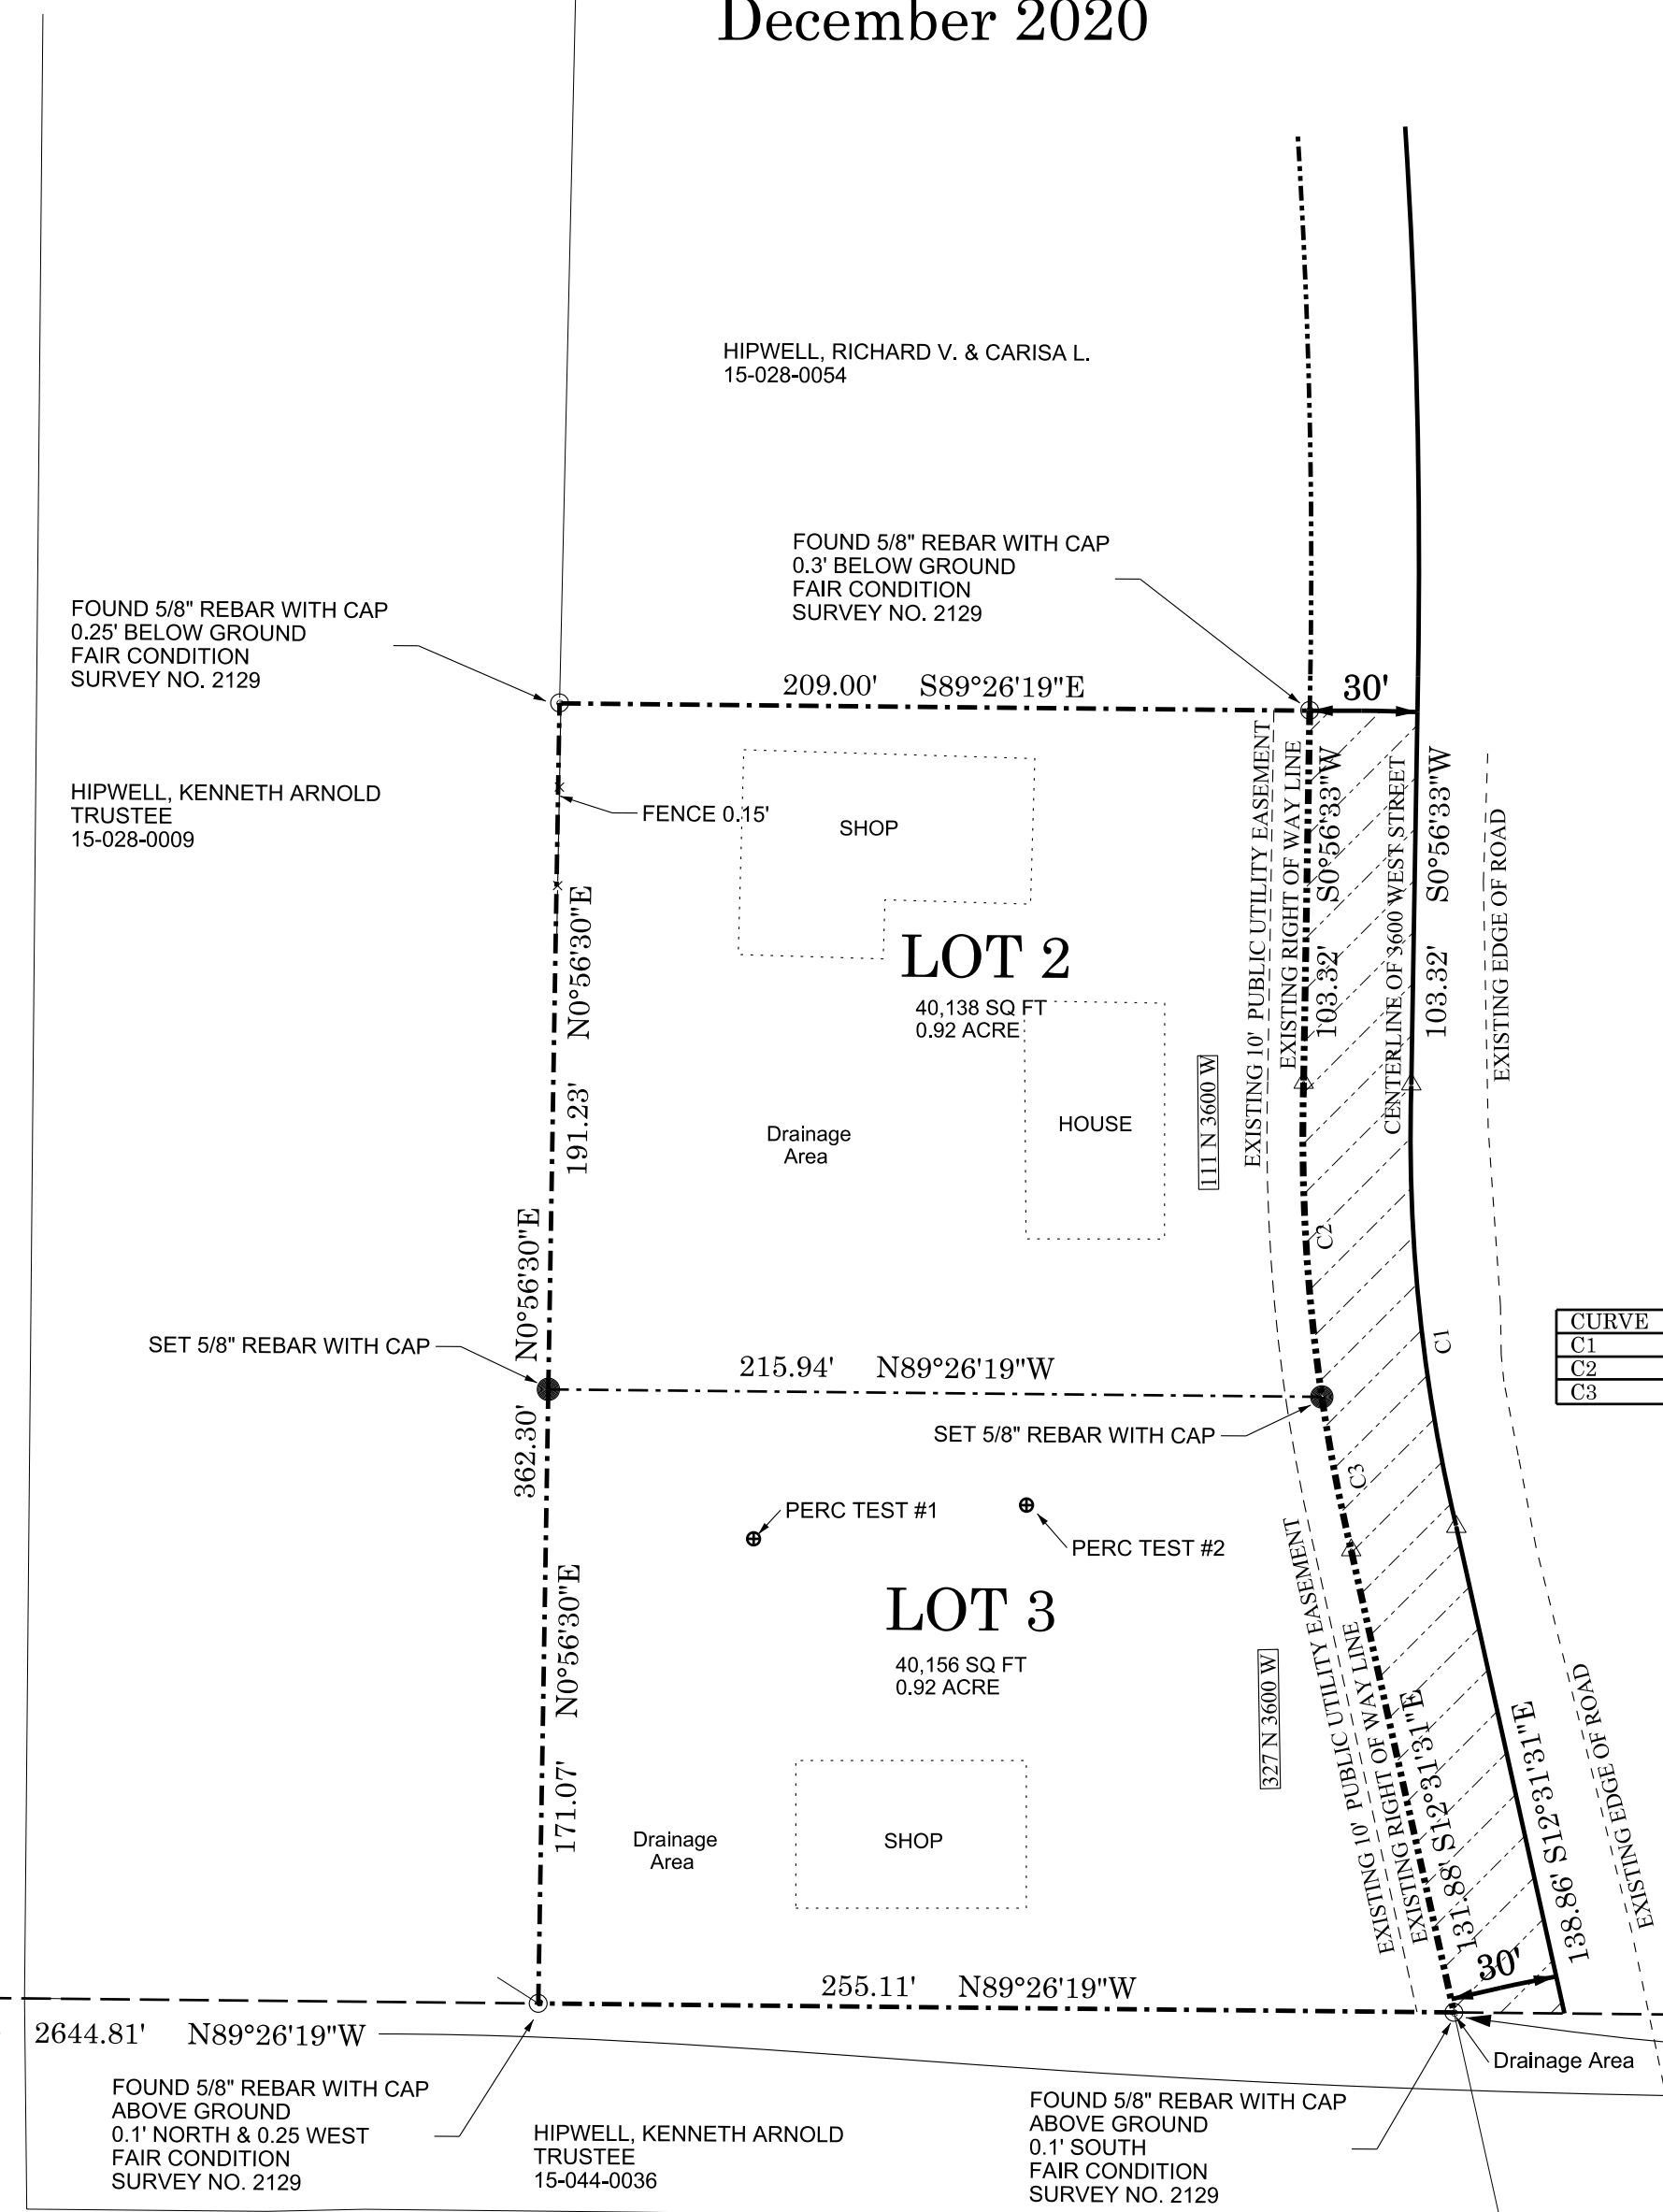 December 2020
HIPWELL, RICHARD V. & CARISA L.
15-028-0054
FOUND 5/8" REBAR WITH CAP
0.3' BELOW GROUND
FAIR CONDITION
SURVEY NO. 2129
FOUND 5/8" REBAR WITH CAP
0.25' BELOW GROUND
FAIR CONDITION
SURVEY NO. 2129
209.00' S89°26'19"E
30'
HIPWELL, KENNETH ARNOLD
TRUSTEE
15-028-0009
FENCE 0.15'
SHOP
LOT 2
40,138 SQ FT
0.92 ACRE
HOUSE
Drainage
Area
111 N 3600 W
EXISTING 10' PUBLIC UTILITY EASEMENT
EXISTING RIGHT OF WAY LINE
103.32' S0°56'33"W
CENTERLINE OF 3600 WEST STREET
103.32' S0°56'33"W
EXISTING EDGE OF ROAD
191.23' N0°56'30"E
362.30' N0°56'30"E
C2
C1
CURVE
C1
C2
C3
SET 5/8" REBAR WITH CAP
215.94' N89°26'19"W
SET 5/8" REBAR WITH CAP
C3
PERC TEST #1
PERC TEST #2
LOT 3
40,156 SQ FT
0.92 ACRE
171.07' N0°56'30"E
327 N 3600 W
EXISTING 10' PUBLIC UTILITY EASEMENT
EXISTING RIGHT OF WAY LINE
131.88' S12°31'31"E
138.86' S12°31'31"E
EXISTING EDGE OF ROAD
Drainage
Area
SHOP
30'
255.11' N89°26'19"W
2644.81' N89°26'19"W
Drainage Area
FOUND 5/8" REBAR WITH CAP
ABOVE GROUND
0.1' NORTH & 0.25 WEST
FAIR CONDITION
SURVEY NO. 2129
HIPWELL, KENNETH ARNOLD
TRUSTEE
15-044-0036
FOUND 5/8" REBAR WITH CAP
ABOVE GROUND
0.1' SOUTH
FAIR CONDITION
SURVEY NO. 2129